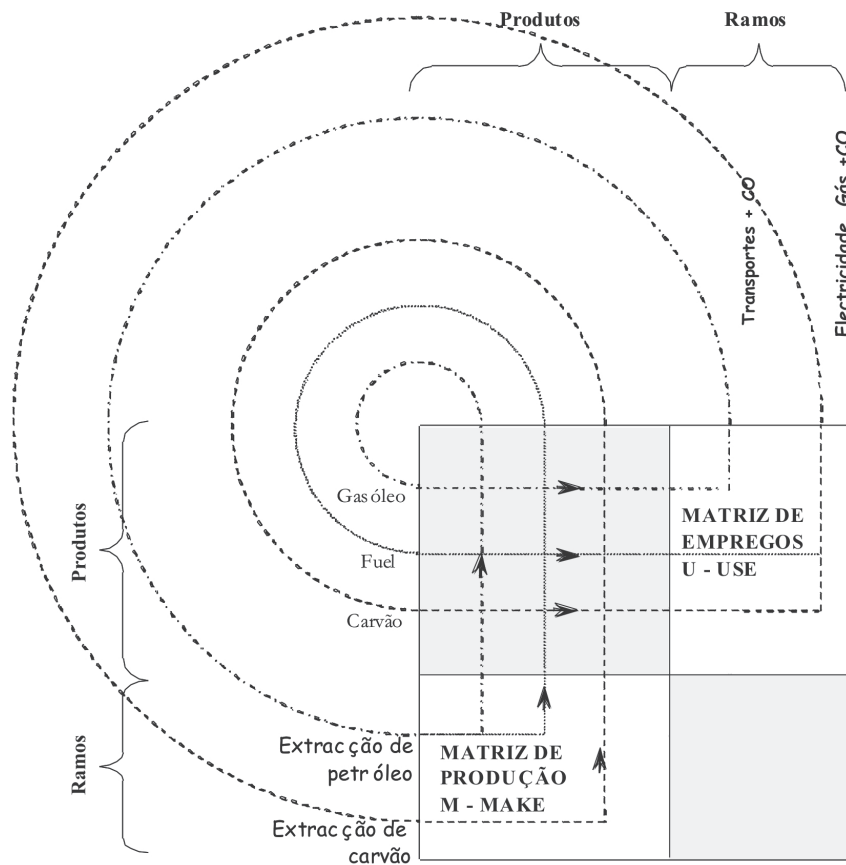 Produtos
Ramos
Transportes + CO
Electricidade, Gás +CO
Produtos
Ramos
Gasóleo
Fuel
Carvão
MATRIZ DE
EMPREGOS
U - USE
Extracção de
petróleo
MATRIZ DE
PRODUÇÃO
M - MAKE
Extracção de
carvão